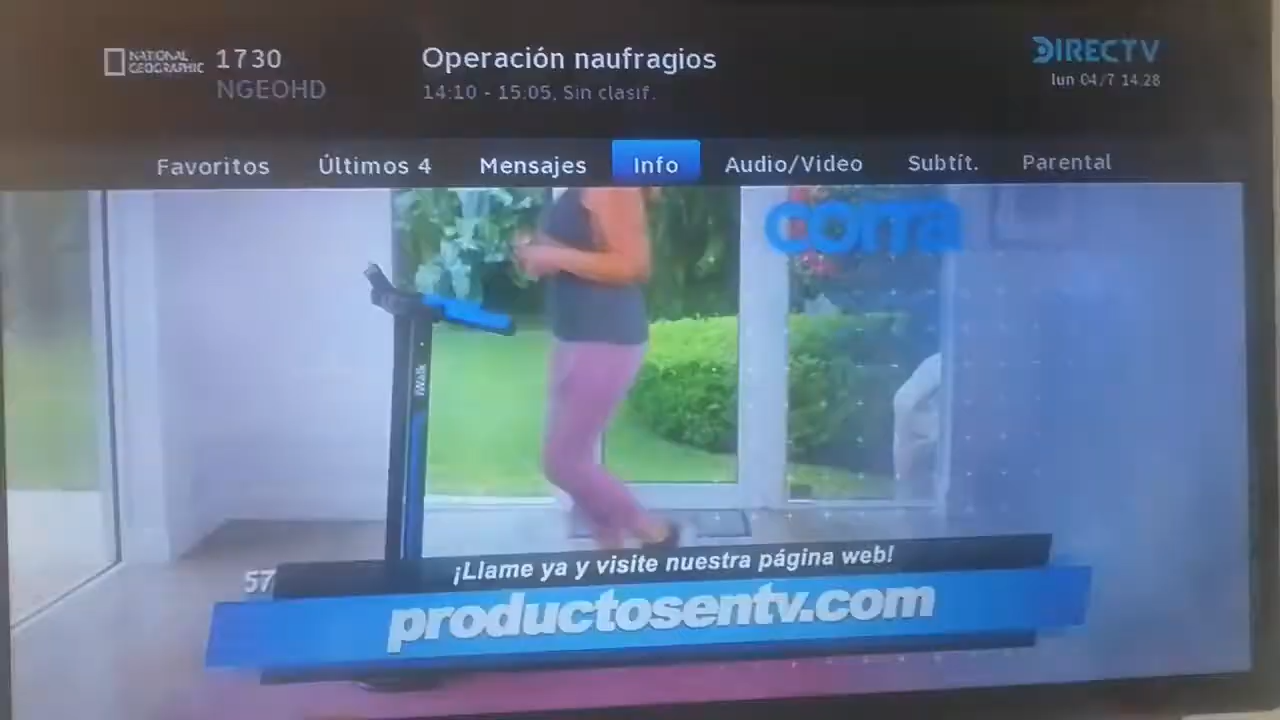 NATIONAL
GEOGRAPHIC
1730
NGEOHD
Operación naufragios
14:10 - 15:05, Sin clasif.
DIRECTV
lun 04/7 14.28
Favoritos
Últimos 4
Mensajes
Info
Audio/Video
Subtít.
Parental
corra
iWalk
57
¡Llame ya y visite nuestra página web!
productosentv.com